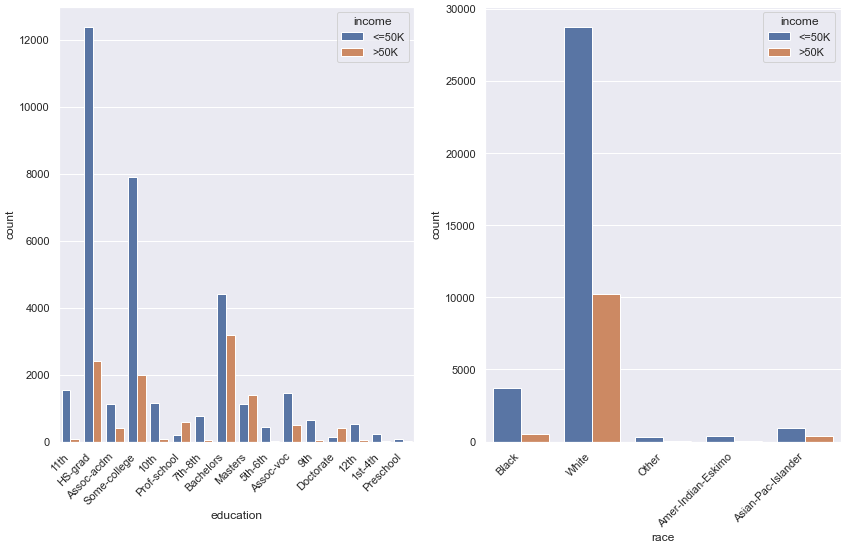 income
<=50K
>50K
12000
10000
8000
6000
4000
2000
0
count
11th
HS-grad
Assoc-acdm
Some-college
10th
Prof-school
7th-8th
Bachelors
Masters
5th-6th
Assoc-voc
9th
Doctorate
12th
1st-4th
Preschool
education
income
<=50K
>50K
30000
25000
20000
15000
10000
5000
0
count
Black
White
Other
Amer-Indian-Eskimo
Asian-Pac-Islander
race